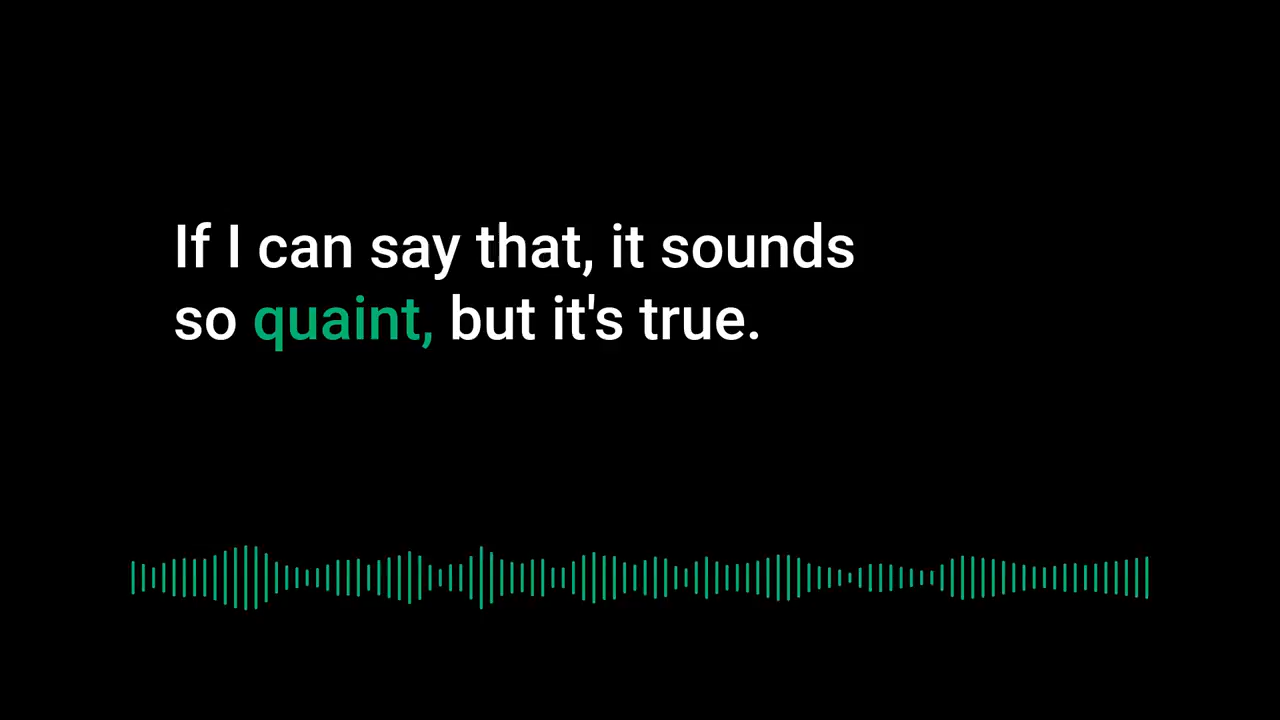 If I can say that, it sounds
so quaint, but it's true.